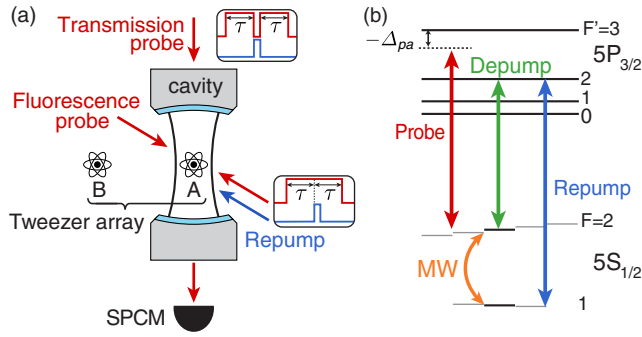 (a)
Transmission
probe
τ
τ
cavity
Fluorescence
probe
B
A
τ
τ
Tweezer array
Repump
SPCM
(b)
F'=3
−Δpa
5P3/2
Depump
2
1
0
Probe
Repump
F=2
MW
5S1/2
1